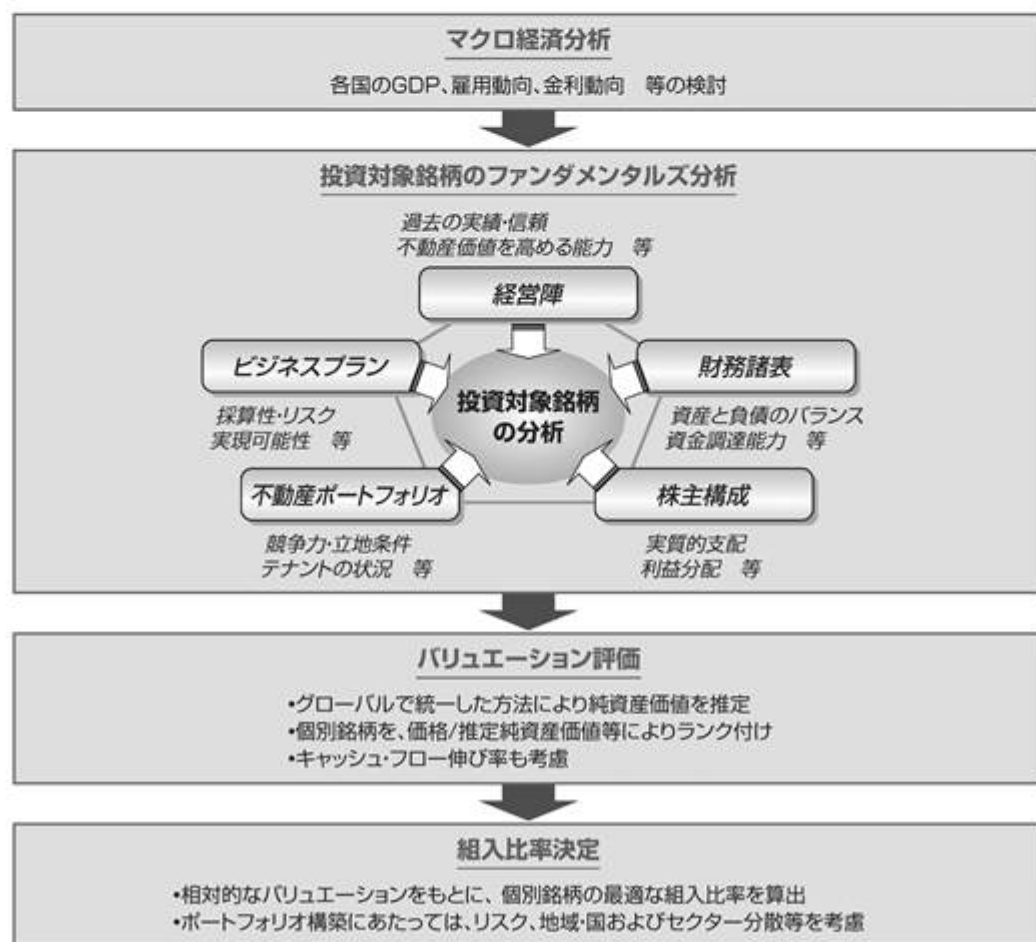 マクロ経済分析
各国のGDP、雇用動向、金利動向　等の検討
投資対象銘柄のファンダメンタルズ分析
過去の実績・信頼
不動産価値を高める能力　等
経営陣
ビジネスプラン
財務諸表
採算性・リスク
実現可能性　等
投資対象銘柄
の分析
資産と負債のバランス
資金調達能力　等
不動産ポートフォリオ
株主構成
競争力・立地条件
テナントの状況　等
実質的支配
利益分配　等
バリュエーション評価
•グローバルで統一した方法により純資産価値を推定
•個別銘柄を、価格/推定純資産価値等によりランク付け
•キャッシュ・フロー伸び率も考慮
組入比率決定
•相対的なバリュエーションをもとに、個別銘柄の最適な組入比率を算出
•ポートフォリオ構築にあたっては、リスク、地域・国およびセクター分散等を考慮